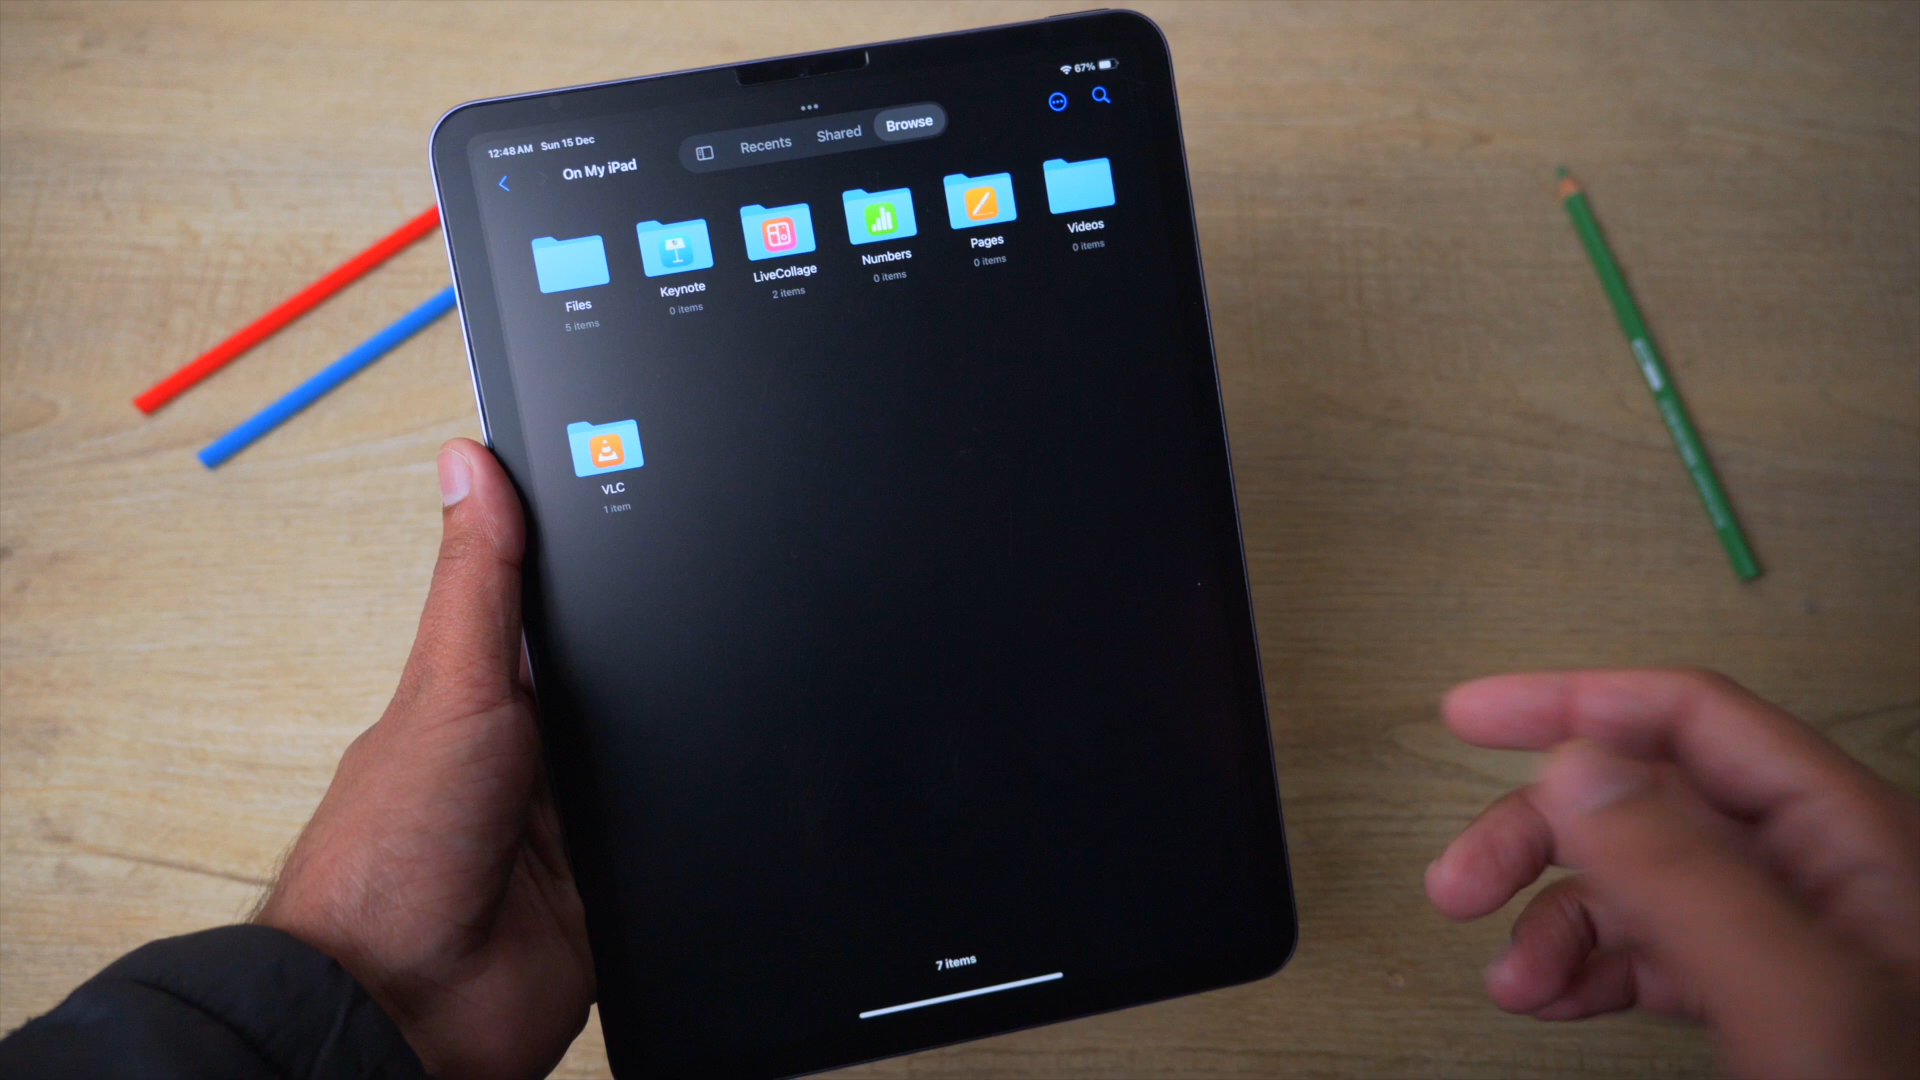 12:48 AM Sun 15 Dec
67%
On My iPad
Recents Shared Browse
Files
5 items
Keynote
0 items
LiveCollage
2 items
Numbers
0 items
Pages
0 items
Videos
0 items
VLC
1 item
7 items